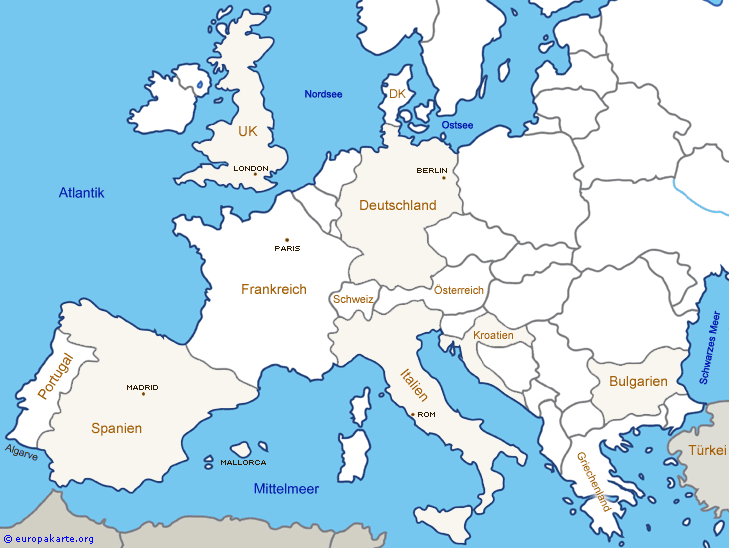 Nordsee
DK
Ostsee
UK
LONDON
BERLIN
Atlantik
Deutschland
PARIS
Frankreich
Schweiz
Österreich
Schwarzes Meer
Kroatien
Portugal
MADRID
Italien
Bulgarien
ROM
Spanien
Algarve
MALLORCA
Mittelmeer
Griechenland
Türkei
© europakarte.org